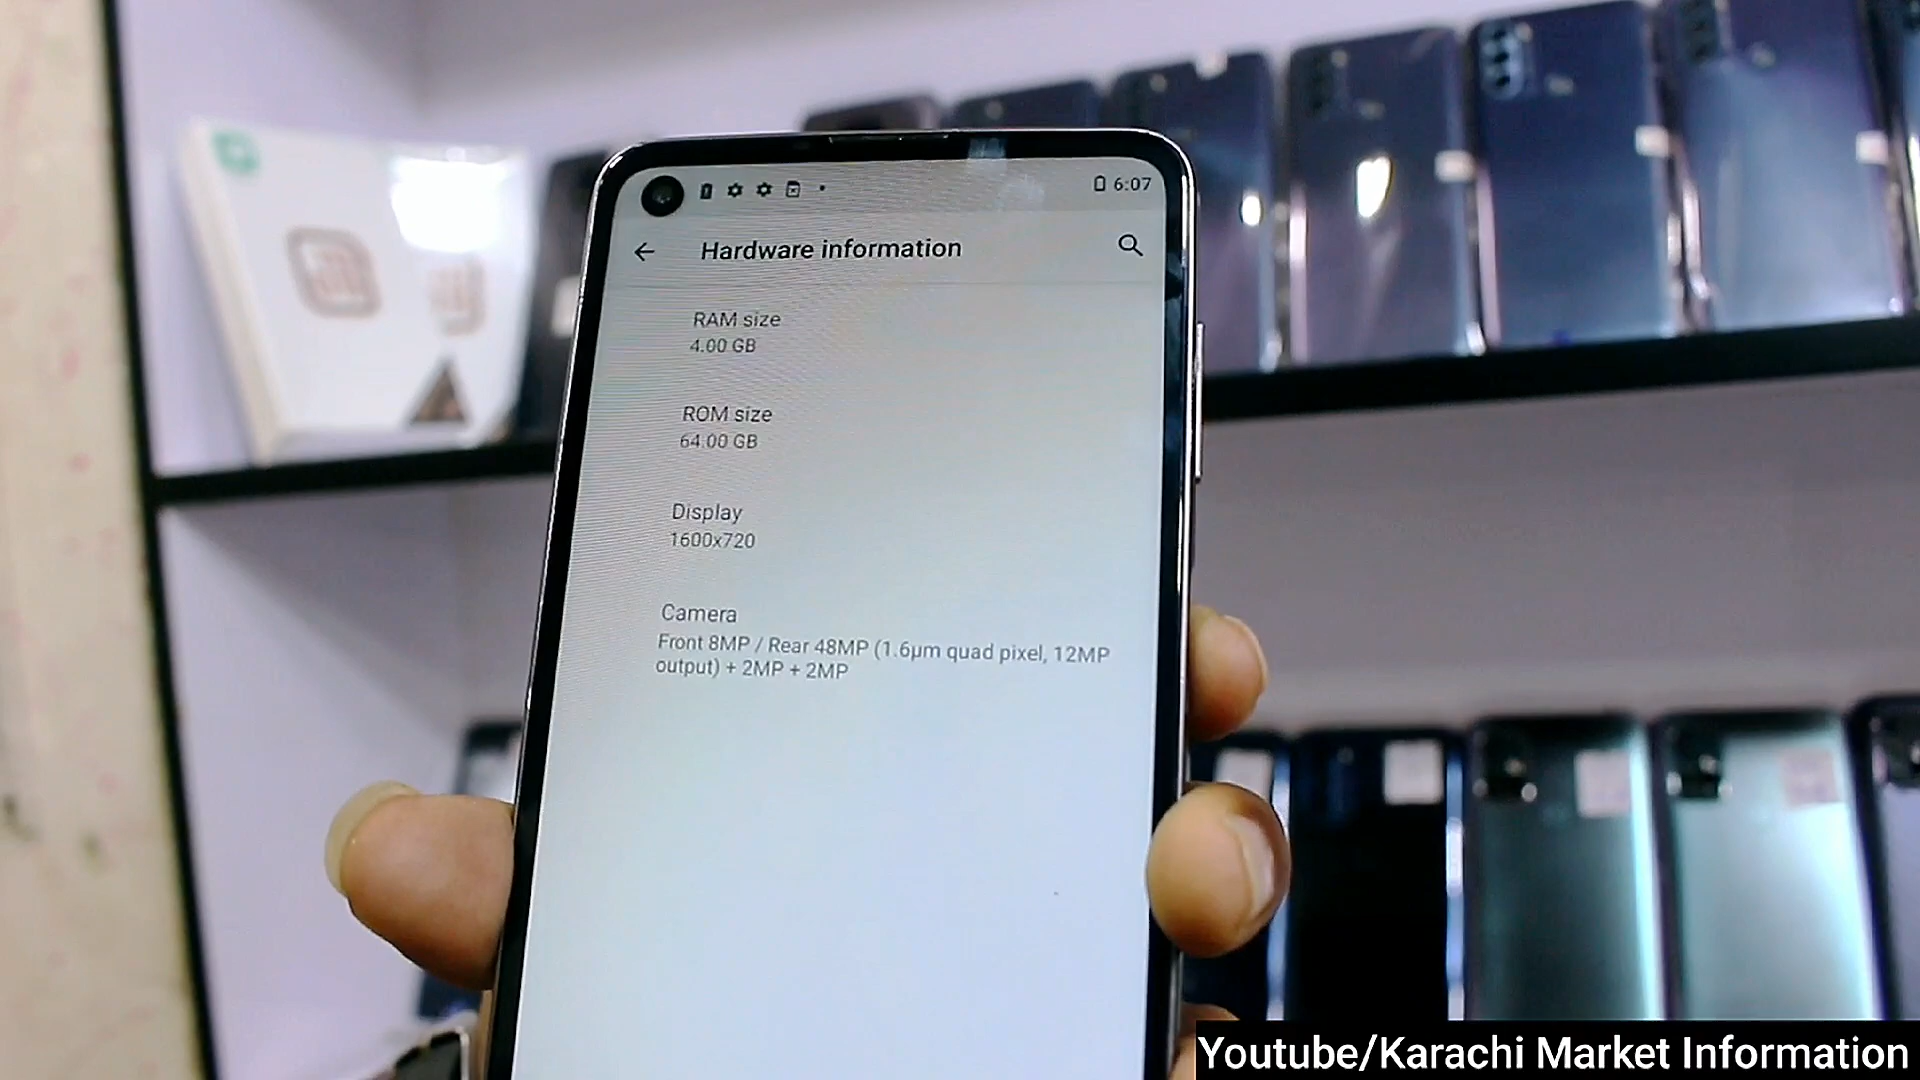 6:07
Hardware information
RAM size
4.00 GB
ROM size
64.00 GB
Display
1600x720
Camera
Front 8MP / Rear 48MP (1.6µm quad pixel, 12MP
output) + 2MP + 2MP
Youtube/Karachi Market Information